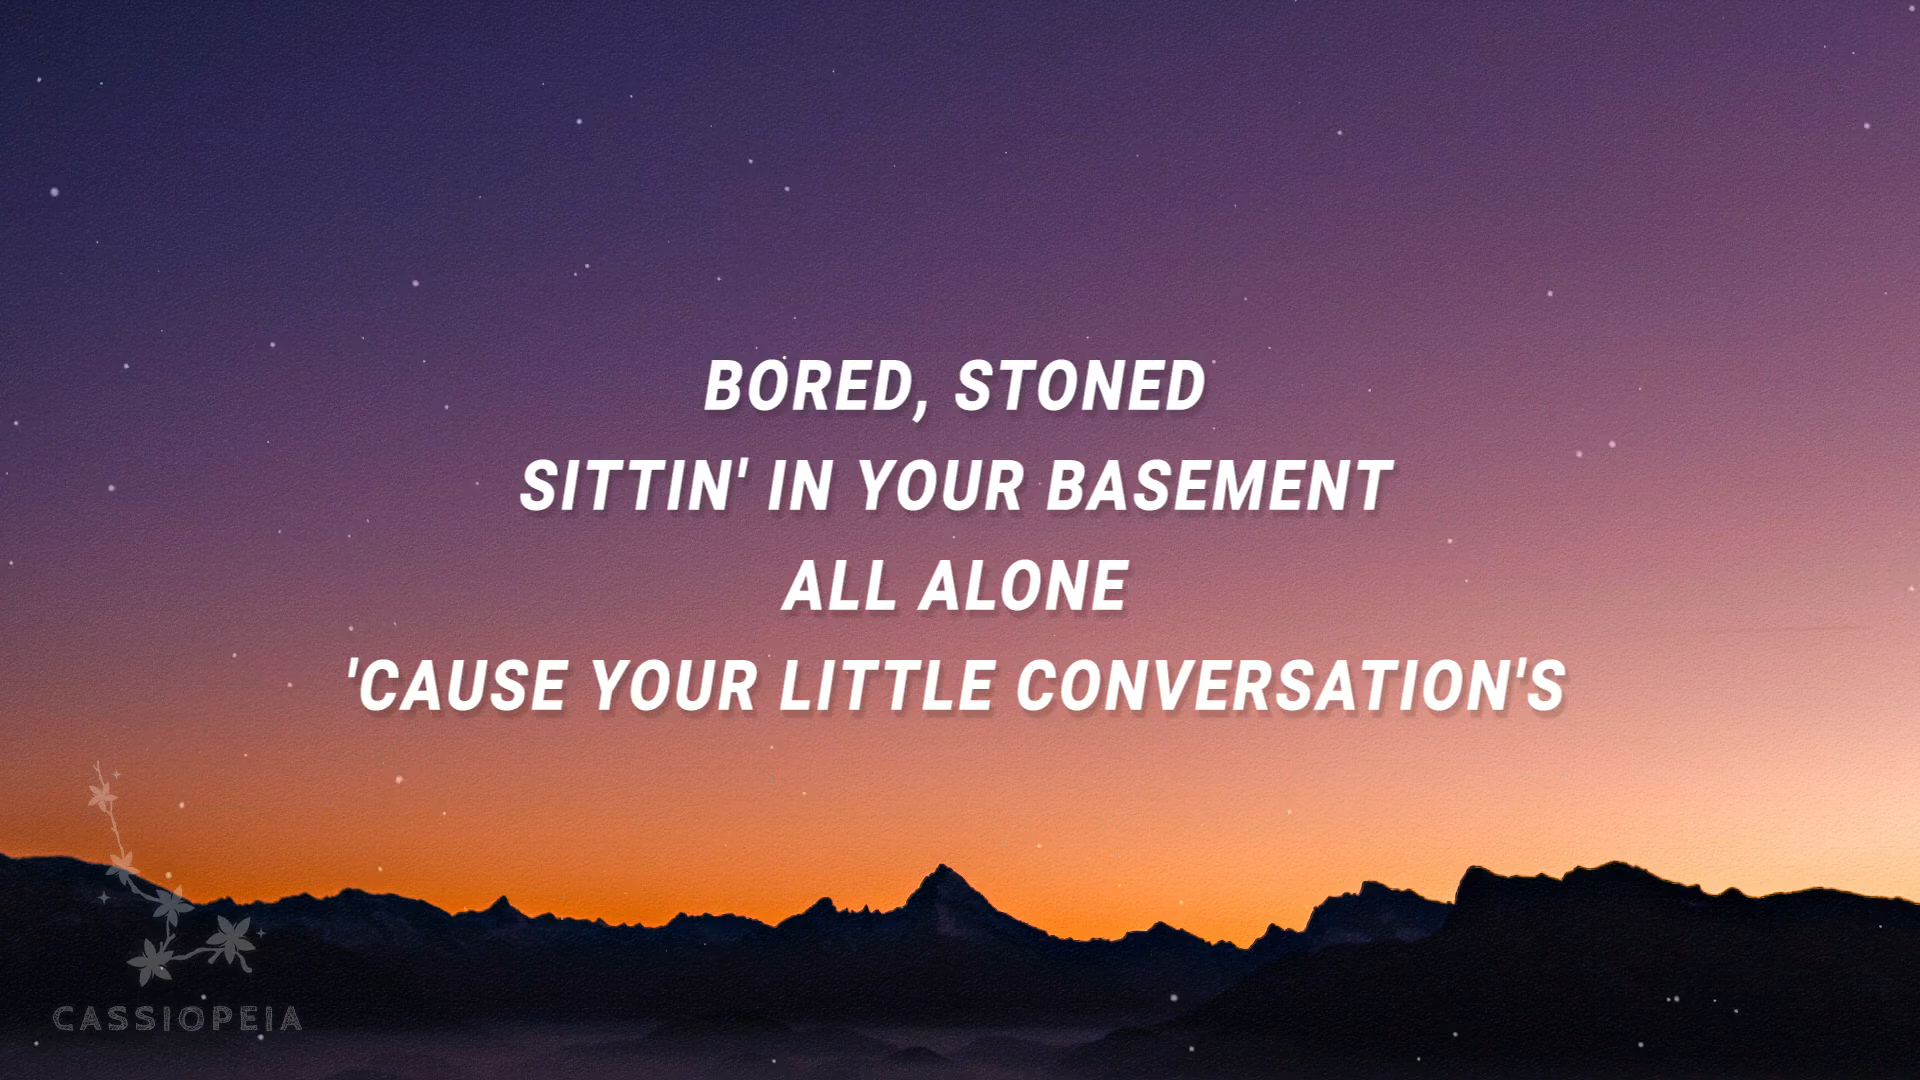 BORED, STONED
SITTIN' IN YOUR BASEMENT
ALL ALONE
'CAUSE YOUR LITTLE CONVERSATION'S
CASSIOPEIA